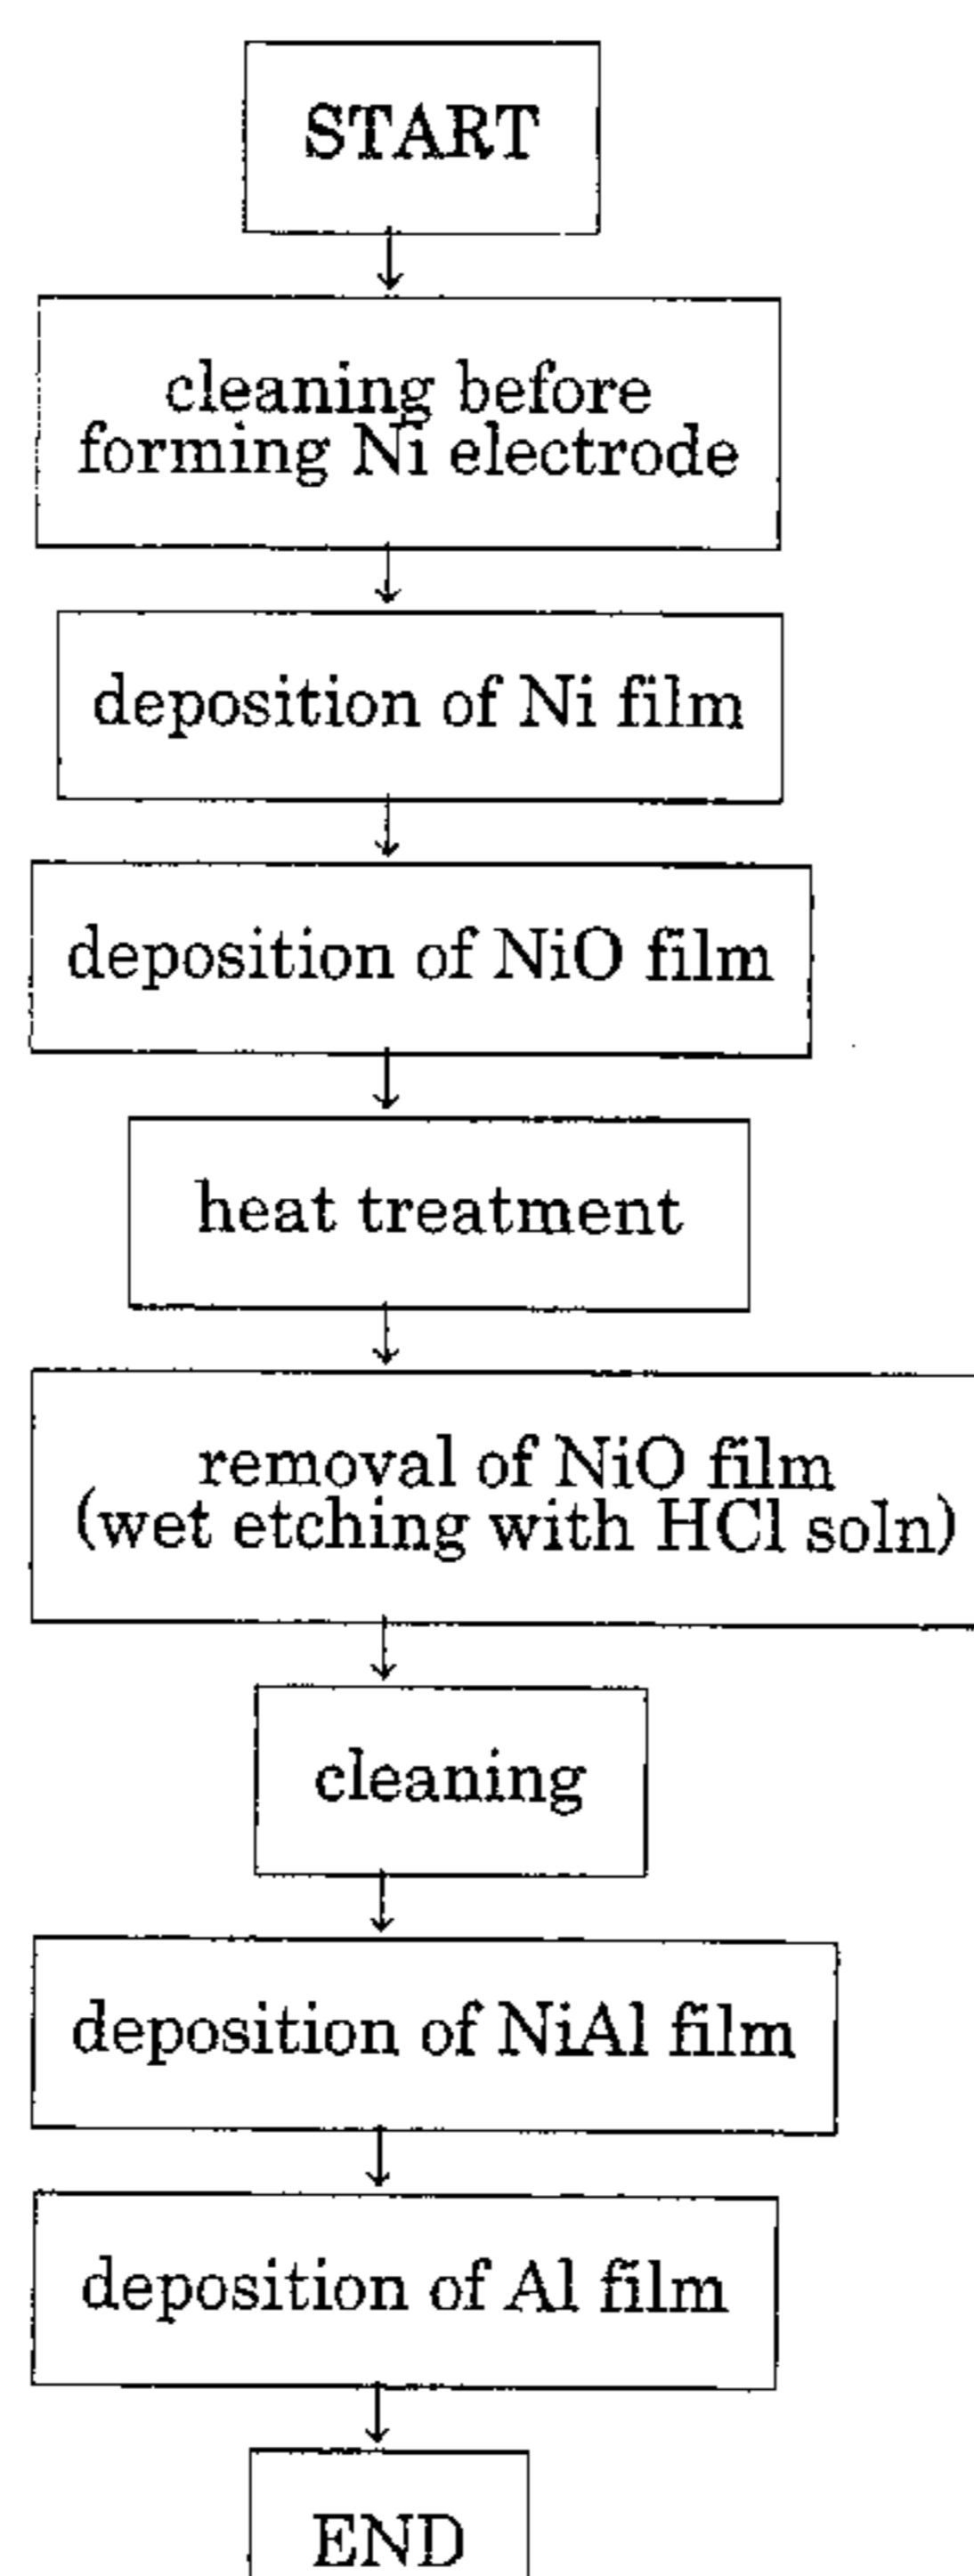 START
cleaning before
forming Ni electrode
deposition of Ni film
deposition of NiO film
heat treatment
removal of NiO film
(wet etching with HCl soln)
cleaning
deposition of NiAl film
deposition of Al film
END